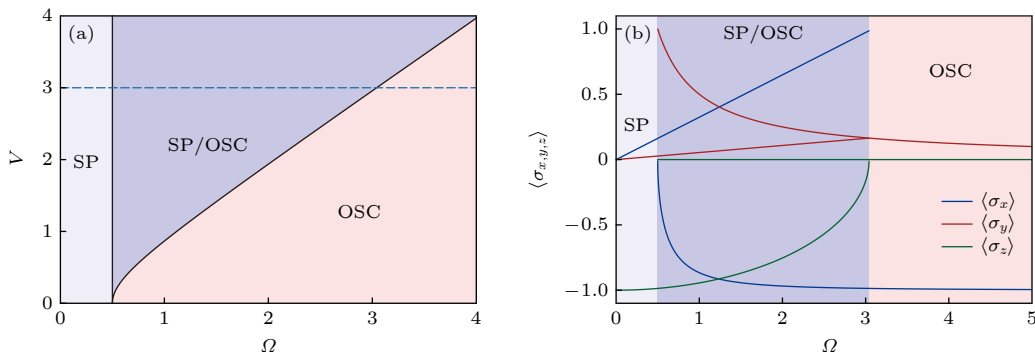 (a)
4
3
2
1
0
V
SP
SP/OSC
OSC
0
1
2
3
4
Ω
(b)
1.0
0.5
0
−0.5
−1.0
⟨σx,y,z⟩
SP/OSC
OSC
SP
⟨σx⟩
⟨σy⟩
⟨σz⟩
0
1
2
3
4
5
Ω